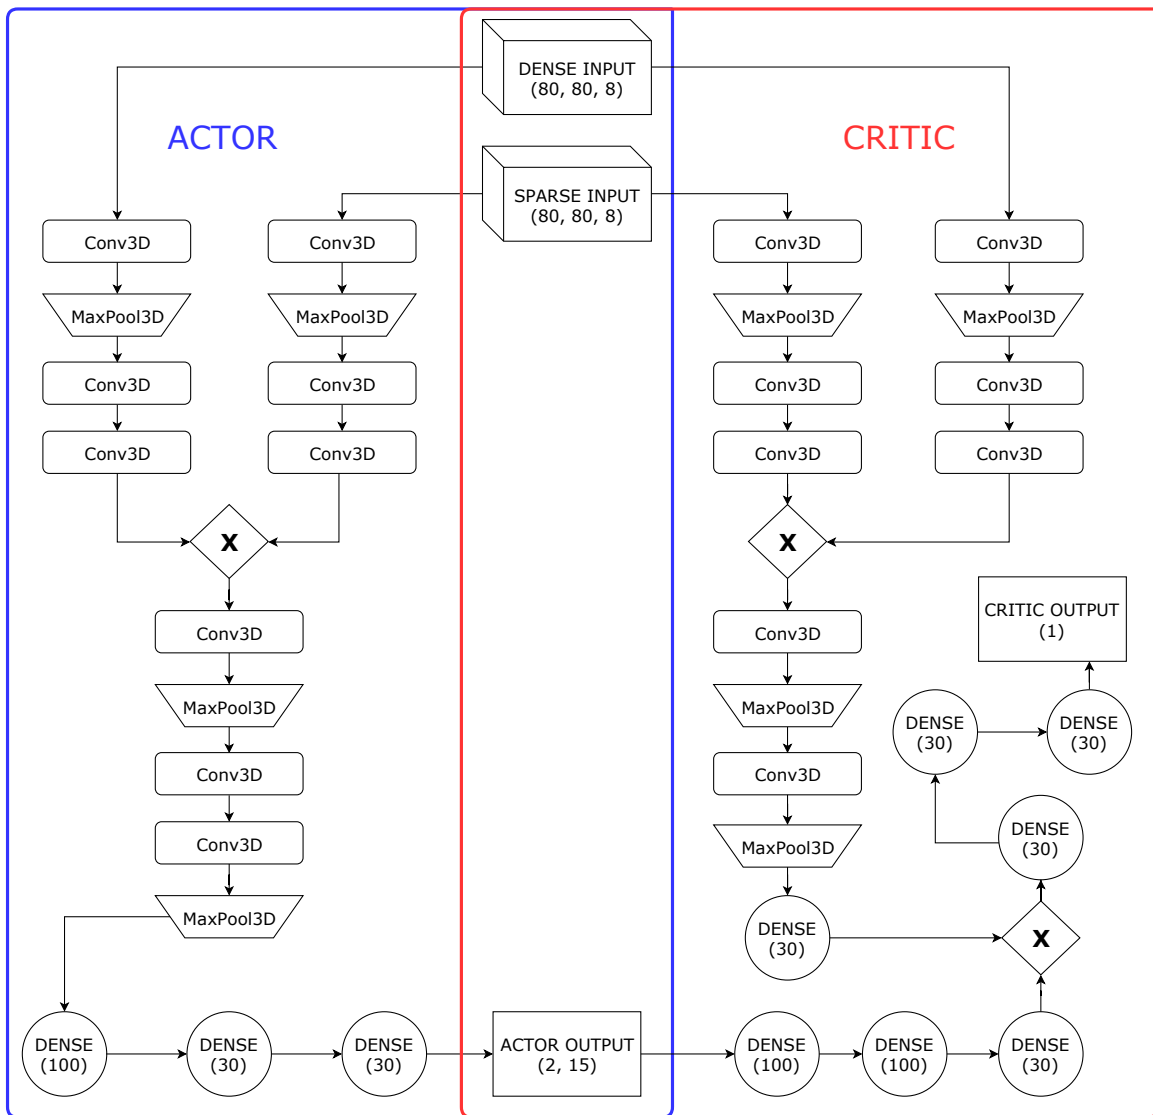 DENSE INPUT
(80, 80, 8)
ACTOR
CRITIC
SPARSE INPUT
(80, 80, 8)
Conv3D
Conv3D
Conv3D
Conv3D
MaxPool3D
MaxPool3D
MaxPool3D
MaxPool3D
Conv3D
Conv3D
Conv3D
Conv3D
Conv3D
Conv3D
Conv3D
Conv3D
X
X
Conv3D
Conv3D
CRITIC OUTPUT
(1)
MaxPool3D
MaxPool3D
DENSE
(30)
DENSE
(30)
Conv3D
Conv3D
Conv3D
MaxPool3D
DENSE
(30)
MaxPool3D
DENSE
(30)
X
DENSE
(100)
DENSE
(30)
DENSE
(30)
ACTOR OUTPUT
(2, 15)
DENSE
(100)
DENSE
(100)
DENSE
(30)